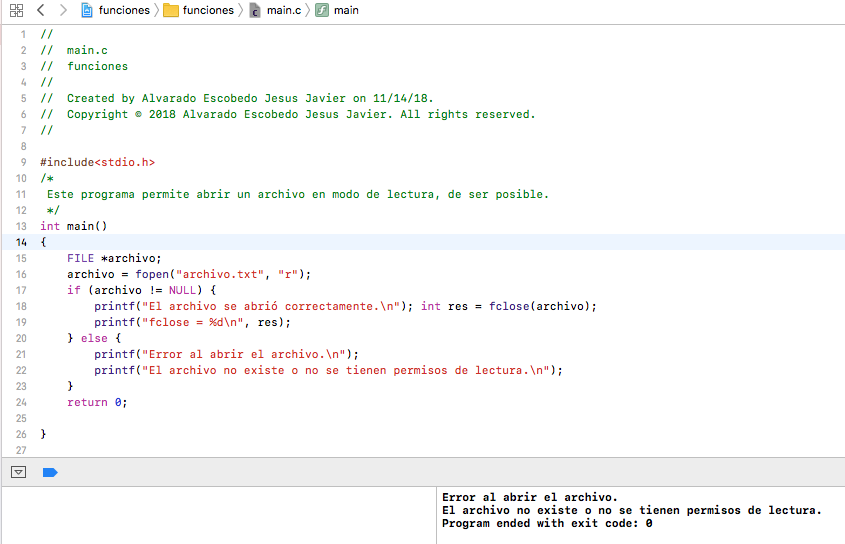 funciones funciones main.c main
1 //
2 //  main.c
3 //  funciones
4 //
5 //  Created by Alvarado Escobedo Jesus Javier on 11/14/18.
6 //  Copyright © 2018 Alvarado Escobedo Jesus Javier. All rights reserved.
7 //
8
9 #include<stdio.h>
10 /*
11  Este programa permite abrir un archivo en modo de lectura, de ser posible.
12  */
13 int main()
14 {
15     FILE *archivo;
16     archivo = fopen("archivo.txt", "r");
17     if (archivo != NULL) {
18         printf("El archivo se abrió correctamente.\n"); int res = fclose(archivo);
19         printf("fclose = %d\n", res);
20     } else {
21         printf("Error al abrir el archivo.\n");
22         printf("El archivo no existe o no se tienen permisos de lectura.\n");
23     }
24     return 0;
25
26 }
27
Error al abrir el archivo.
El archivo no existe o no se tienen permisos de lectura.
Program ended with exit code: 0